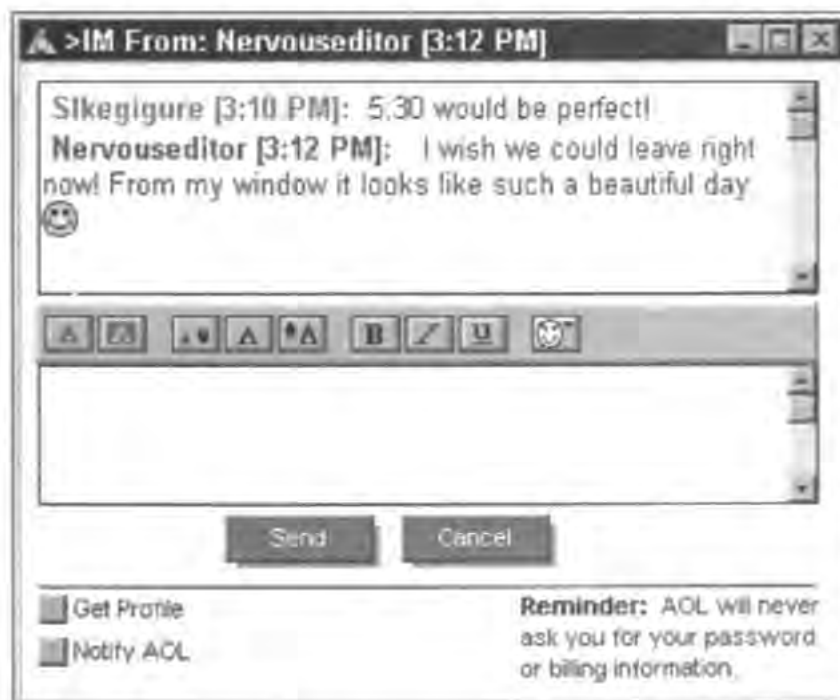 >IM From: Nervouseditor [3:12 PM]
Slkegigure [3:10 PM]: 5:30 would be perfect!
Nervouseditor [3:12 PM]: I wish we could leave right
now! From my window it looks like such a beautiful day
A
A
A
B
I
U
Send
Cancel
Get Profile
Notify AOL
Reminder: AOL will never
ask you for your password
or billing information.